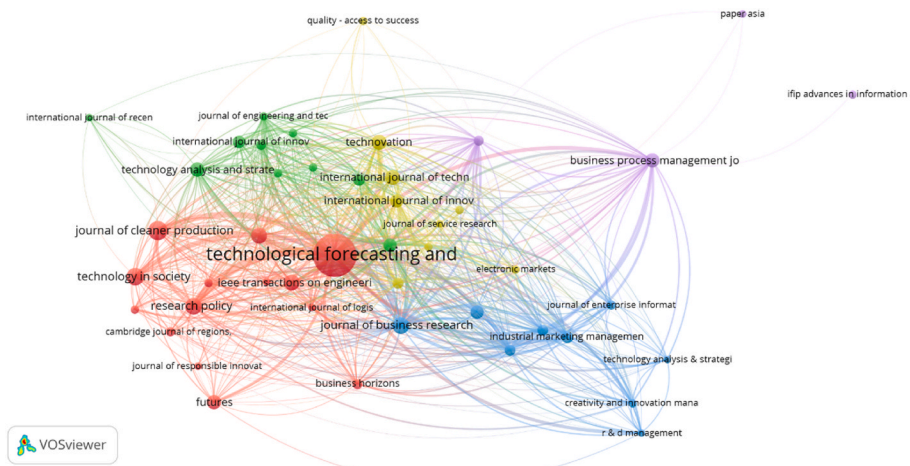 quality - access to success
paper asia
ifip advances in information
international journal of recen
journal of engineering and tec
international journal of innov
technovation
technology analysis and strate
international journal of techn
business process management jo
international journal of innov
journal of service research
journal of cleaner production
technological forecasting and
technology in society
ieee transactions on engineeri
electronic markets
research policy
international journal of logis
journal of enterprise informat
cambridge journal of regions,
journal of business research
industrial marketing managemen
journal of responsible innovat
technology analysis & strategi
business horizons
futures
creativity and innovation mana
r & d management
VOSviewer